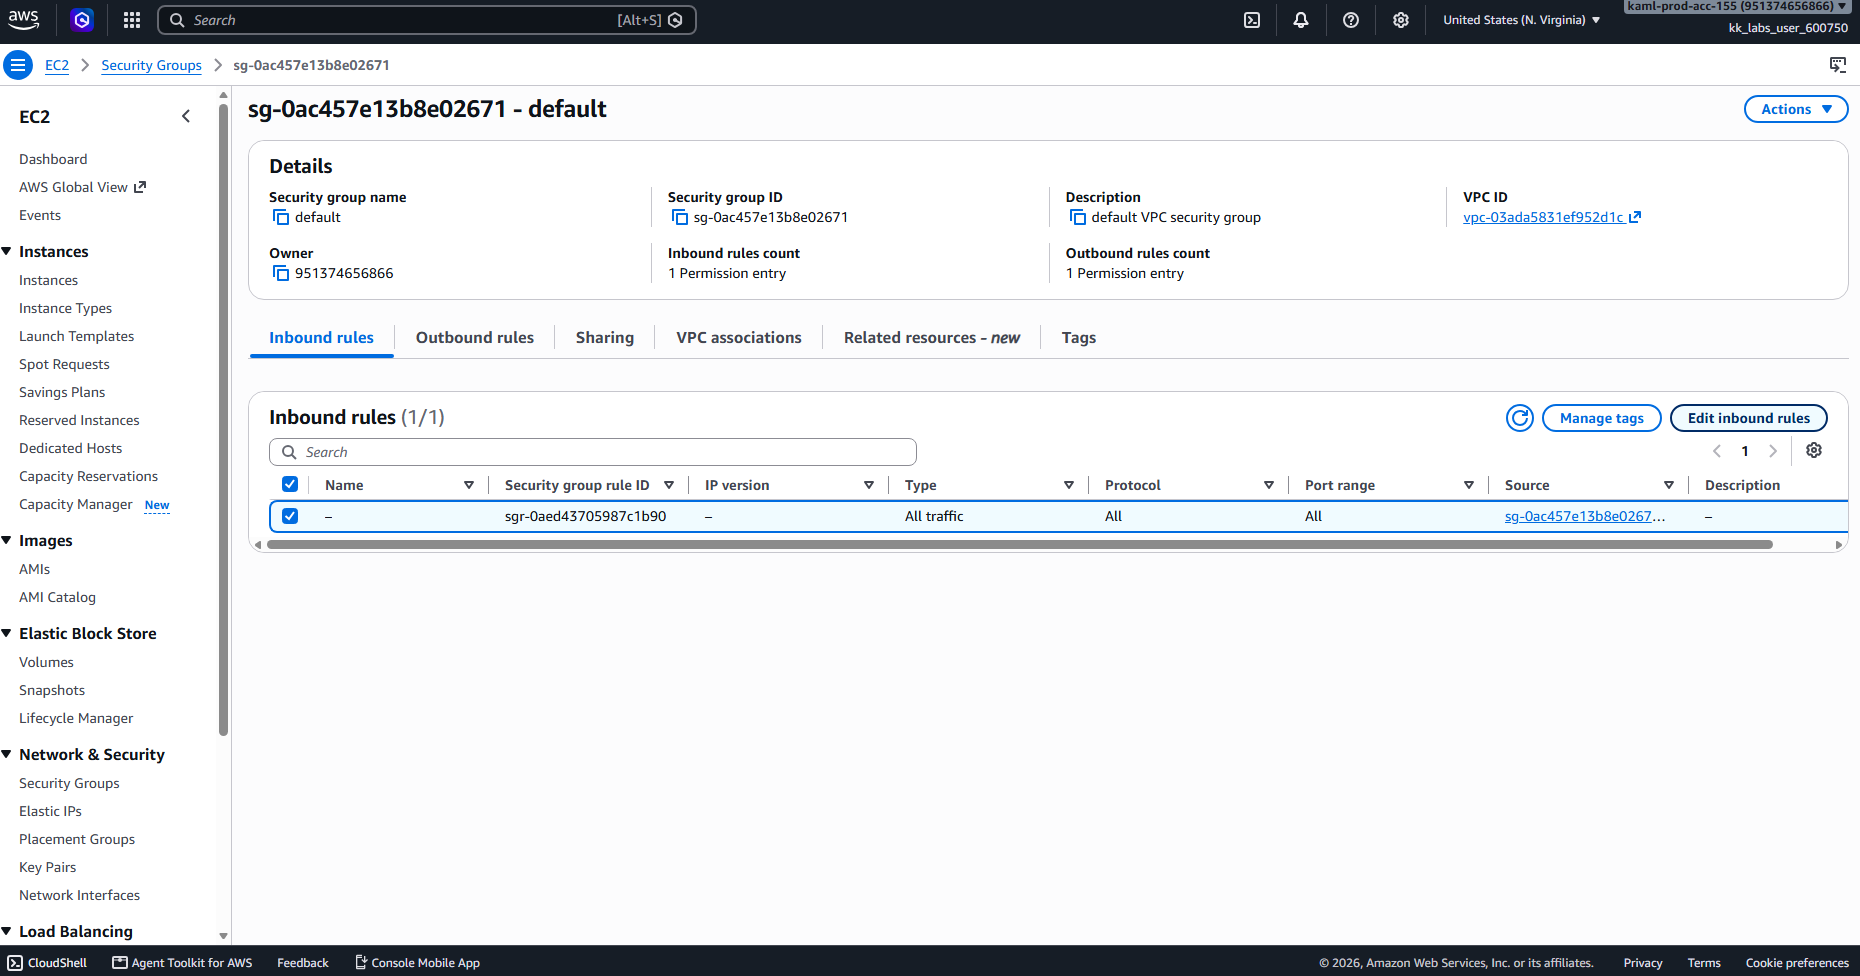 aws
Search
[Alt+S]
United States (N. Virginia)
kaml-prod-acc-155 (951374656866)
kk_labs_user_600750
EC2
Security Groups
sg-0ac457e13b8e02671
EC2
Dashboard
AWS Global View
Events
Instances
Instances
Instance Types
Launch Templates
Spot Requests
Savings Plans
Reserved Instances
Dedicated Hosts
Capacity Reservations
Capacity Manager New
Images
AMIs
AMI Catalog
Elastic Block Store
Volumes
Snapshots
Lifecycle Manager
Network & Security
Security Groups
Elastic IPs
Placement Groups
Key Pairs
Network Interfaces
Load Balancing
sg-0ac457e13b8e02671 - default
Actions
Details
Security group name
default
Security group ID
sg-0ac457e13b8e02671
Description
default VPC security group
VPC ID
vpc-03ada5831ef952d1c
Owner
951374656866
Inbound rules count
1 Permission entry
Outbound rules count
1 Permission entry
Inbound rules
Outbound rules
Sharing
VPC associations
Related resources - new
Tags
Inbound rules (1/1)
Manage tags
Edit inbound rules
Search
1
Name
Security group rule ID
IP version
Type
Protocol
Port range
Source
Description
–
sgr-0aed43705987c1b90
–
All traffic
All
All
sg-0ac457e13b8e0267...
–
CloudShell
Agent Toolkit for AWS
Feedback
Console Mobile App
© 2026, Amazon Web Services, Inc. or its affiliates.
Privacy
Terms
Cookie preferences